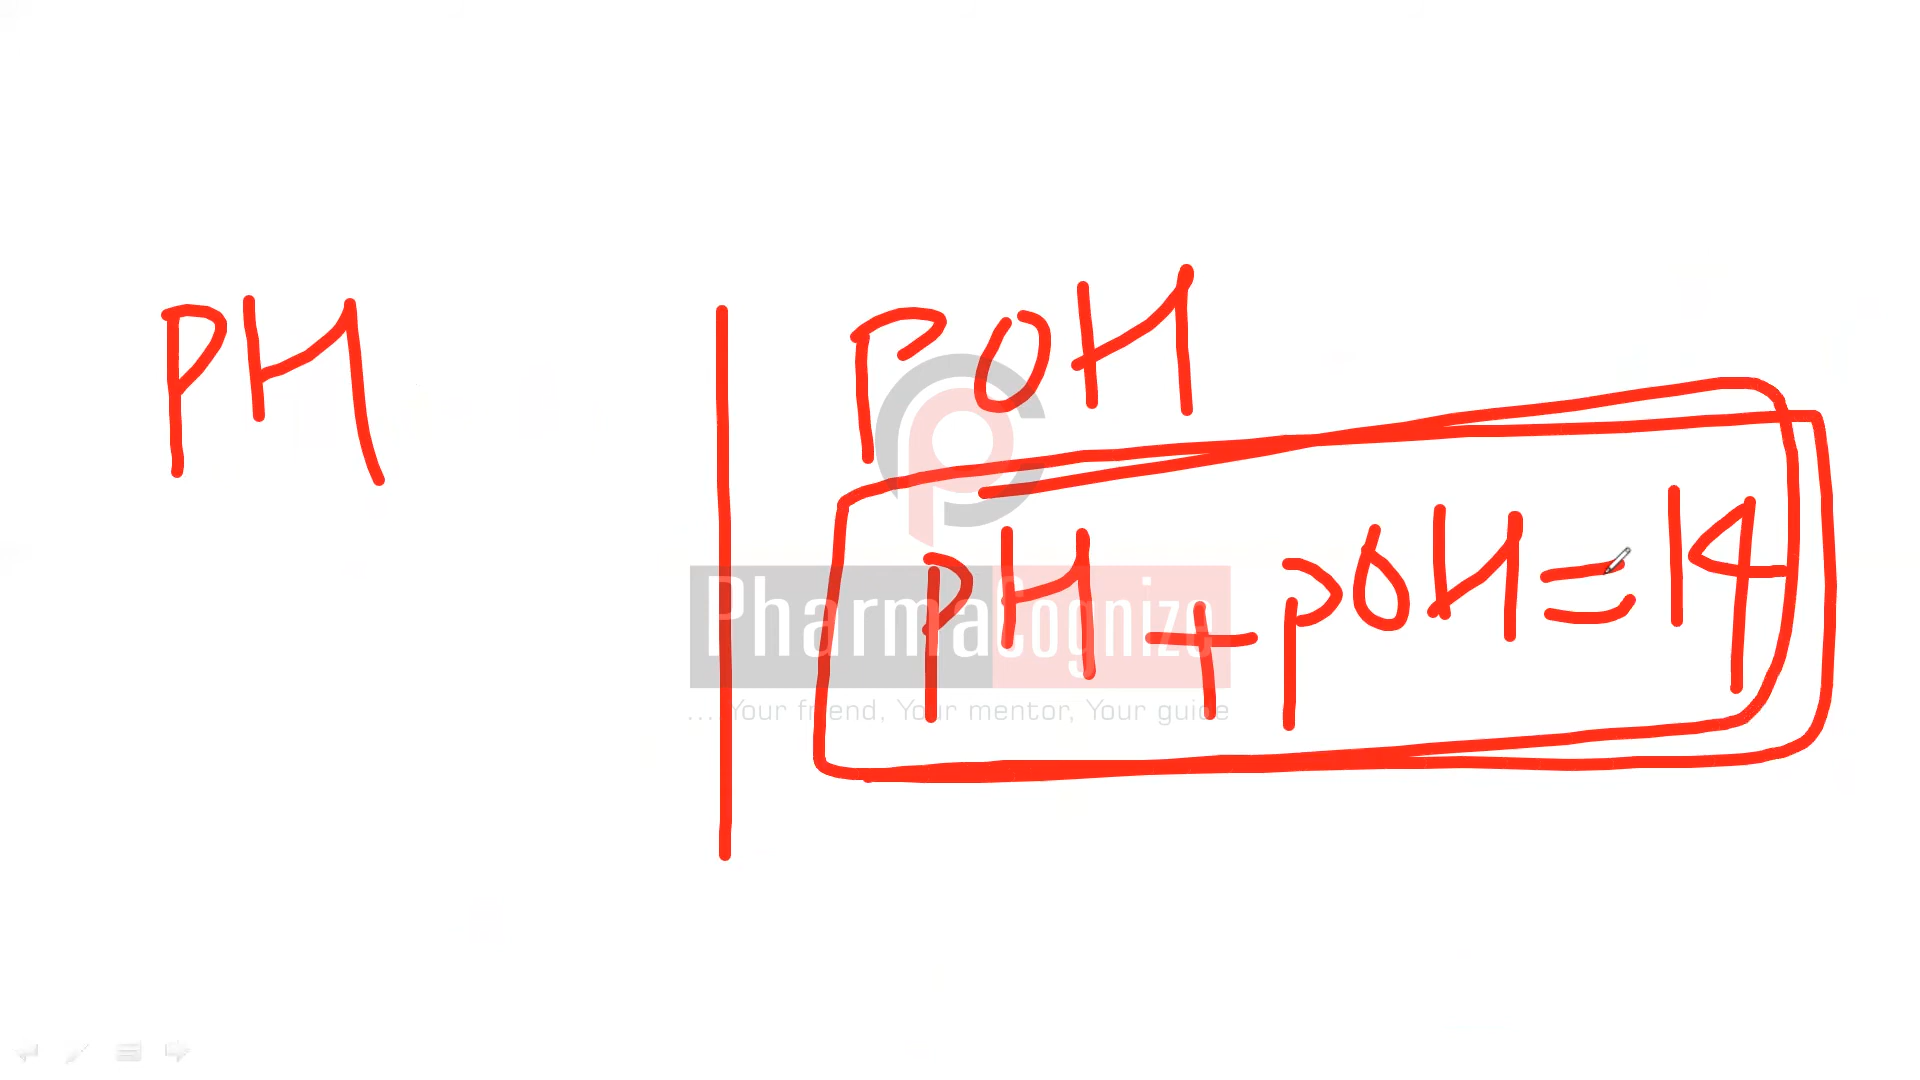 PH
POH
pH + pOH = 14
PharmaCognize
... Your friend, Your mentor, Your guide